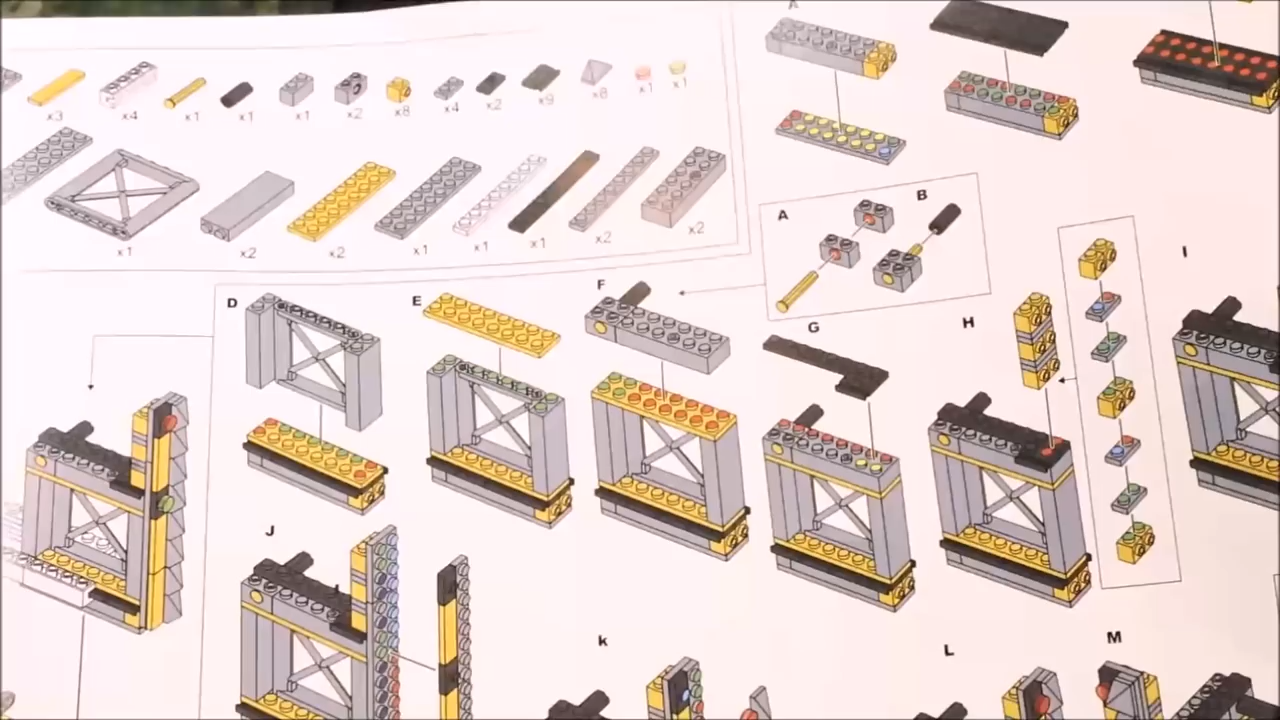 A
x3 x4 x1 x1 x1 x2 x8 x4 x2 x9 x8 x1 x1
x1 x2 x2 x1 x1 x1 x2 x2
A B
D E F G H I
J k L M